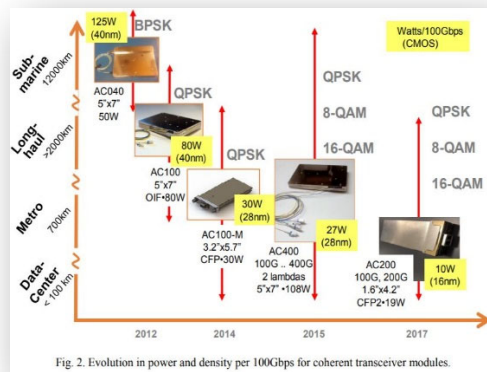 125W
(40nm)
BPSK
Watts/100Gbps
(CMOS)
Sub-
marine
12000km
AC040
5"x7"
50W
QPSK
QPSK
8-QAM
16-QAM
QPSK
8-QAM
16-QAM
Long-
haul
>2000km
80W
(40nm)
QPSK
AC100
5"x7"
OIF•80W
30W
(28nm)
Metro
700km
AC100-M
3.2"x5.7"
CFP•30W
27W
(28nm)
AC400
100G .. 400G
2 lambdas
5"x7" •108W
10W
(16nm)
AC200
100G, 200G
1.6"x4.2"
CFP2•19W
Data-
Center
< 100 km
2012
2014
2015
2017
Fig. 2. Evolution in power and density per 100Gbps for coherent transceiver modules.